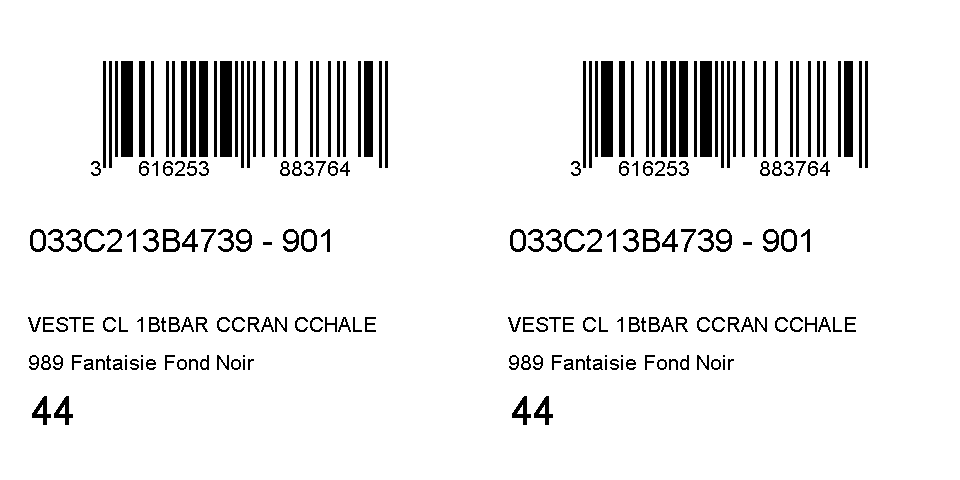 3 616253 883764
033C213B4739 - 901
VESTE CL 1BtBAR CCRAN CCHALE
989 Fantaisie Fond Noir
44
3 616253 883764
033C213B4739 - 901
VESTE CL 1BtBAR CCRAN CCHALE
989 Fantaisie Fond Noir
44